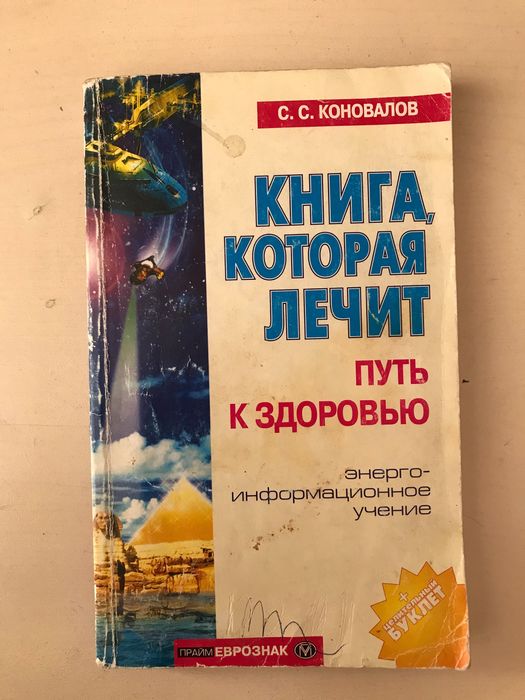 С. С. КОНОВАЛОВ
КНИГА,
КОТОРАЯ
ЛЕЧИТ
ПУТЬ
К ЗДОРОВЬЮ
энерго-
информационное
учение
+
целительный
БУКЛЕТ
ПРАЙМ ЕВРОЗНАК М